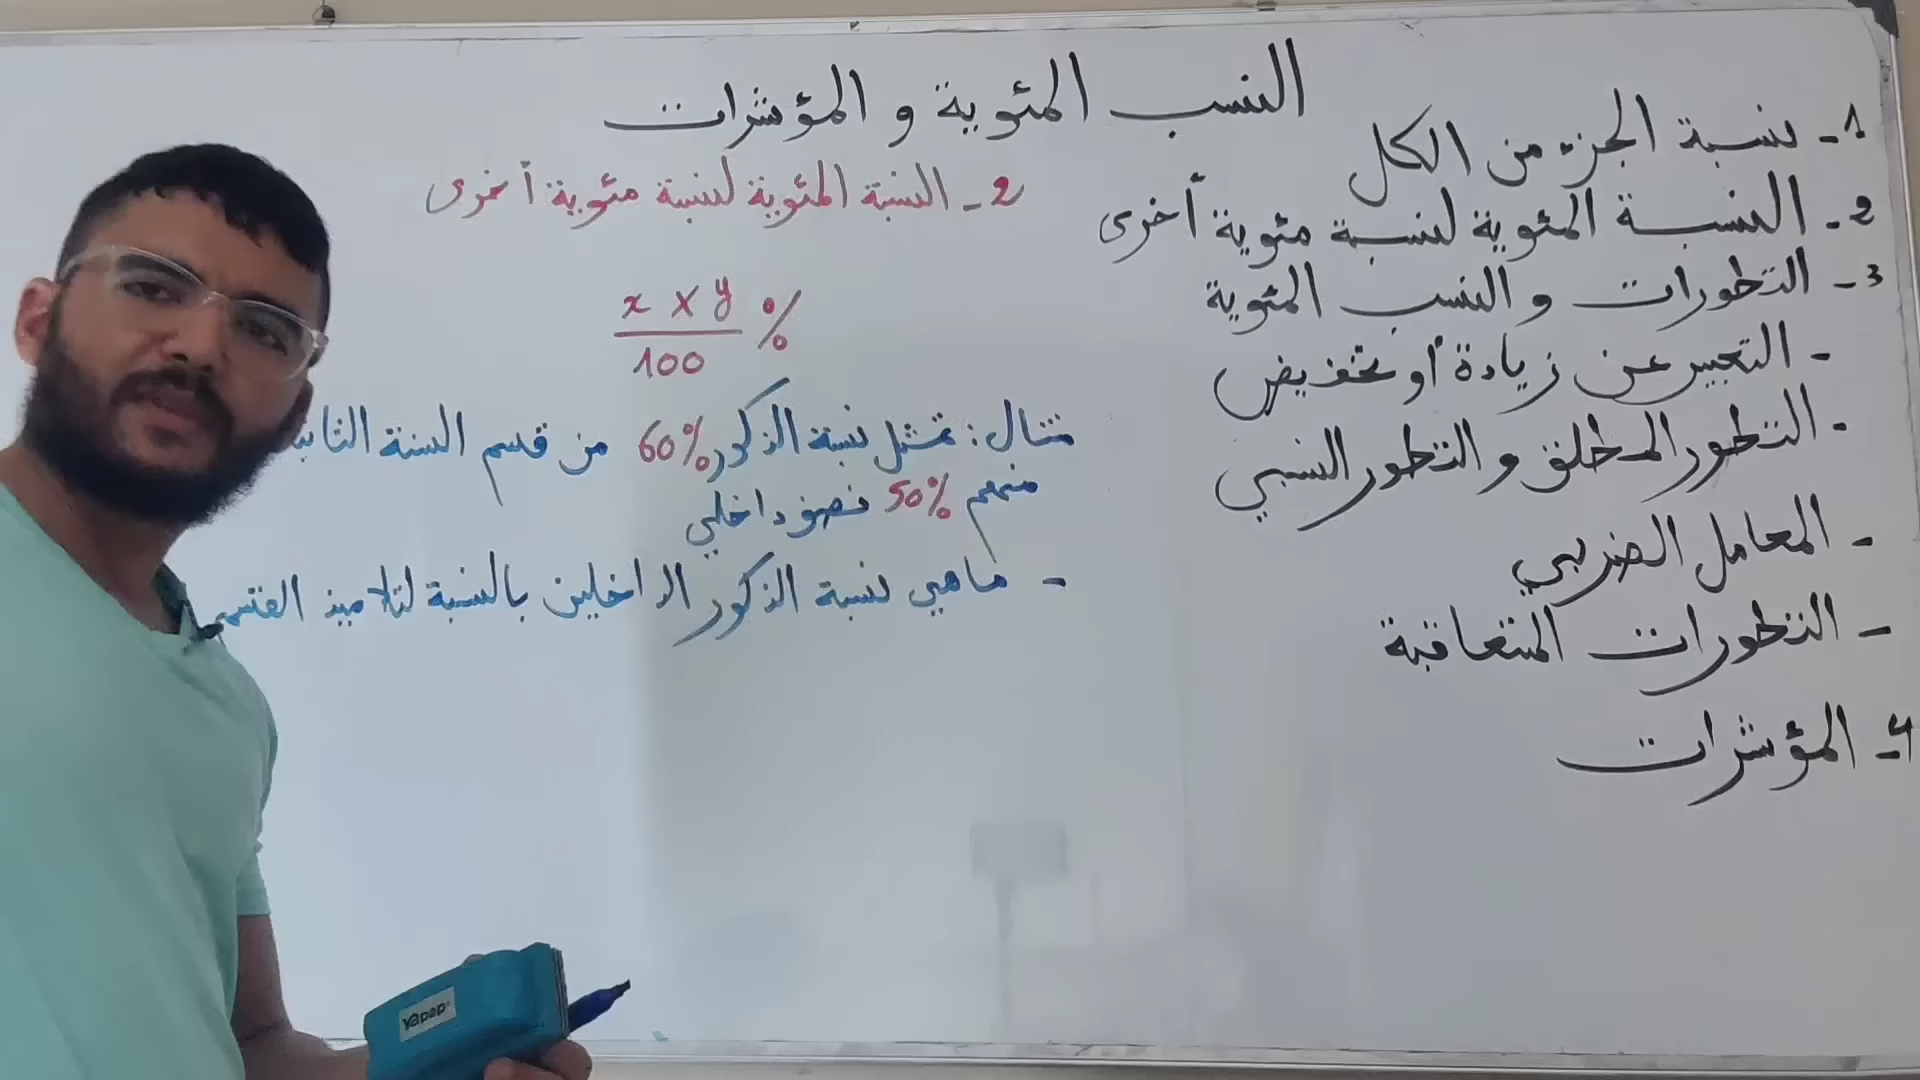 النسب المئوية و المؤشرات
1- نسبة الجزء من الكل
2- النسبة المئوية لنسبة مئوية أخرى
3- التطورات و النسب المئوية
- التعبير عن زيادة أو تخفيض
- التطور المطلق و التطور النسبي
- المعامل الضربي
- التطورات المتعاقبة
4- المؤشرات
2- النسبة المئوية لنسبة مئوية أخرى
x × y
100 %
مثال: تمثل نسبة الذكور 60% من قسم السنة
منهم 50% نصف داخلي
- ماهي نسبة الذكور الداخلين بالنسبة لتلاميذ القسم
yapap